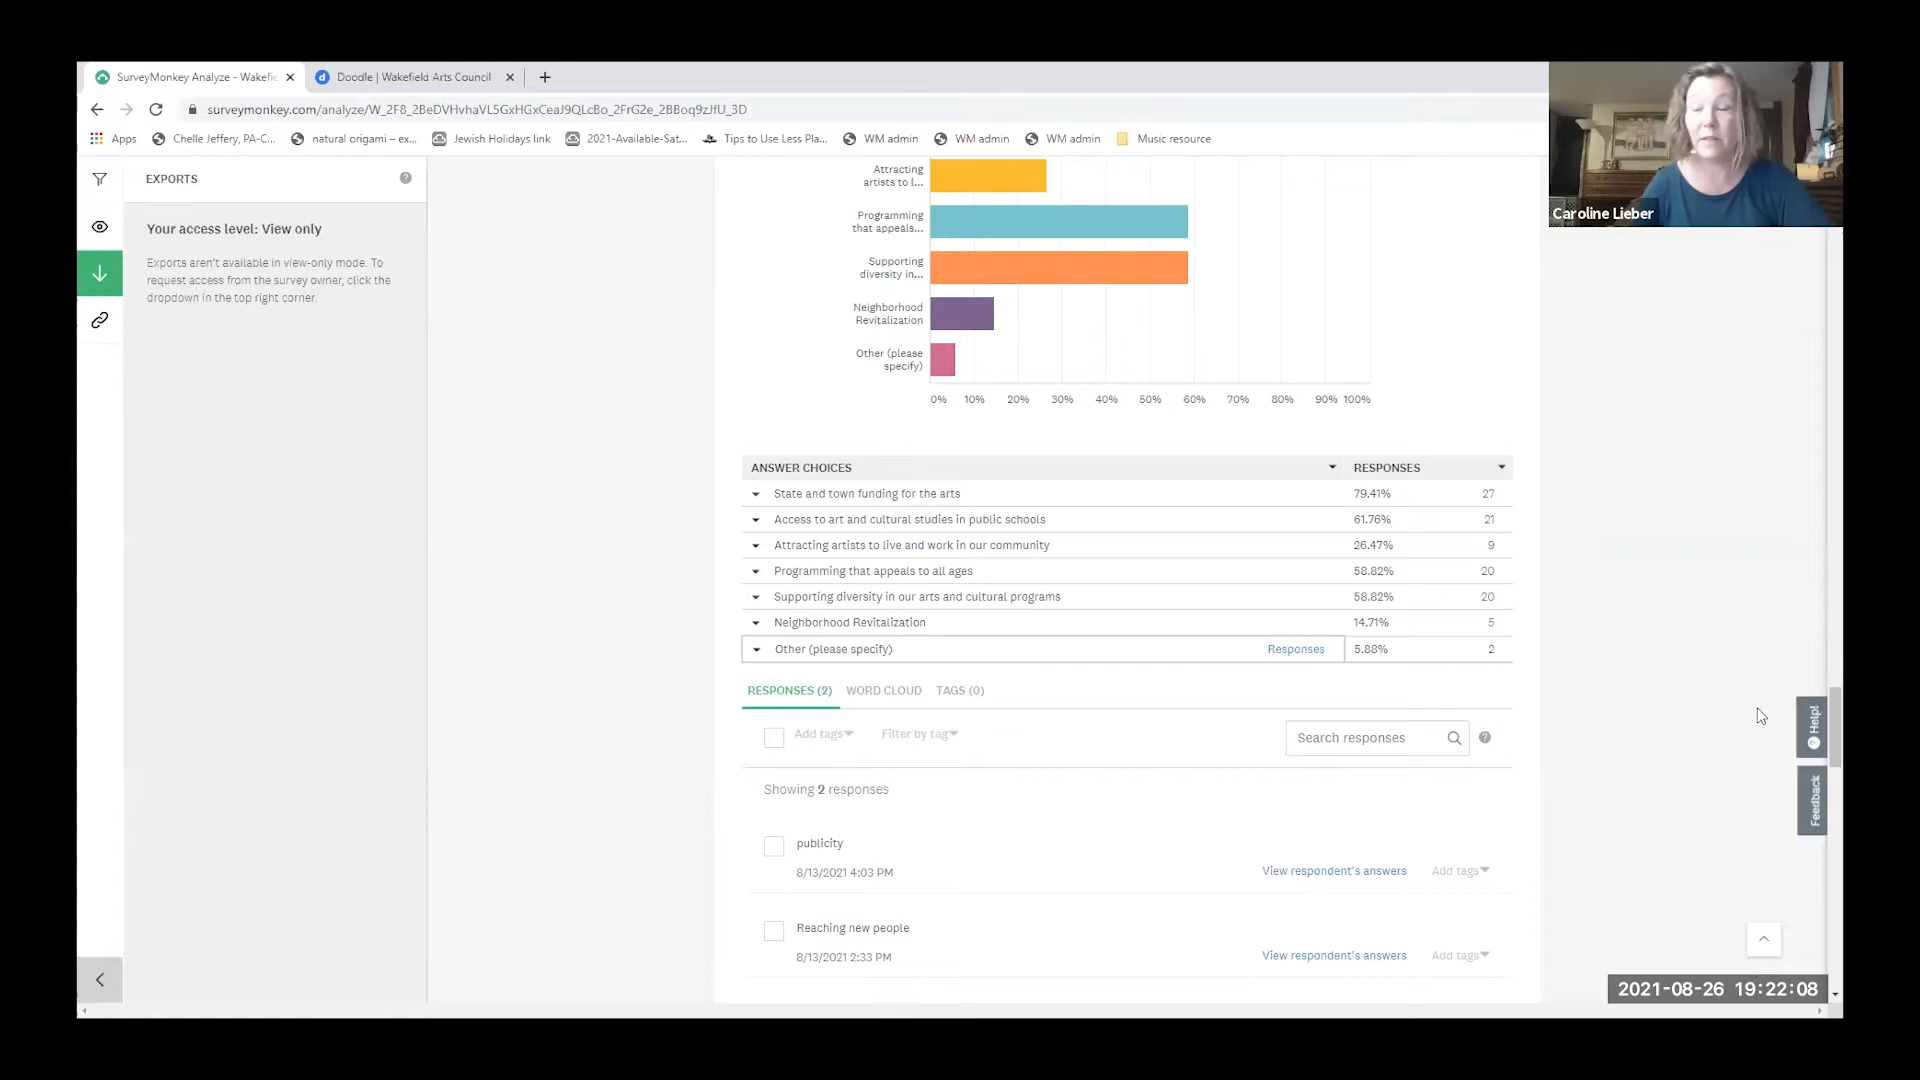 SurveyMonkey Analyze - Wakefie
Doodle | Wakefield Arts Council
surveymonkey.com/analyze/W_2F8_2BeDVHvhaVL5GxHGxCeaJ9QLcBo_2FrG2e_2BBoq9zJfU_3D
Apps
Chelle Jeffery, PA-C...
natural origami – ex...
Jewish Holidays link
2021-Available-Sat...
Tips to Use Less Pla...
WM admin
WM admin
WM admin
Music resource
Caroline Lieber
EXPORTS
Your access level: View only
Exports aren't available in view-only mode. To
request access from the survey owner, click the
dropdown in the top right corner.
Attracting
artists to l...
Programming
that appeals...
Supporting
diversity in...
Neighborhood
Revitalization
Other (please
specify)
0% 10% 20% 30% 40% 50% 60% 70% 80% 90% 100%
ANSWER CHOICES RESPONSES
State and town funding for the arts 79.41% 27
Access to art and cultural studies in public schools 61.76% 21
Attracting artists to live and work in our community 26.47% 9
Programming that appeals to all ages 58.82% 20
Supporting diversity in our arts and cultural programs 58.82% 20
Neighborhood Revitalization 14.71% 5
Other (please specify) Responses 5.88% 2
RESPONSES (2) WORD CLOUD TAGS (0)
Add tags Filter by tag Search responses
Showing 2 responses
publicity
8/13/2021 4:03 PM View respondent's answers Add tags
Reaching new people
8/13/2021 2:33 PM View respondent's answers Add tags
Help!
Feedback
2021-08-26 19:22:08